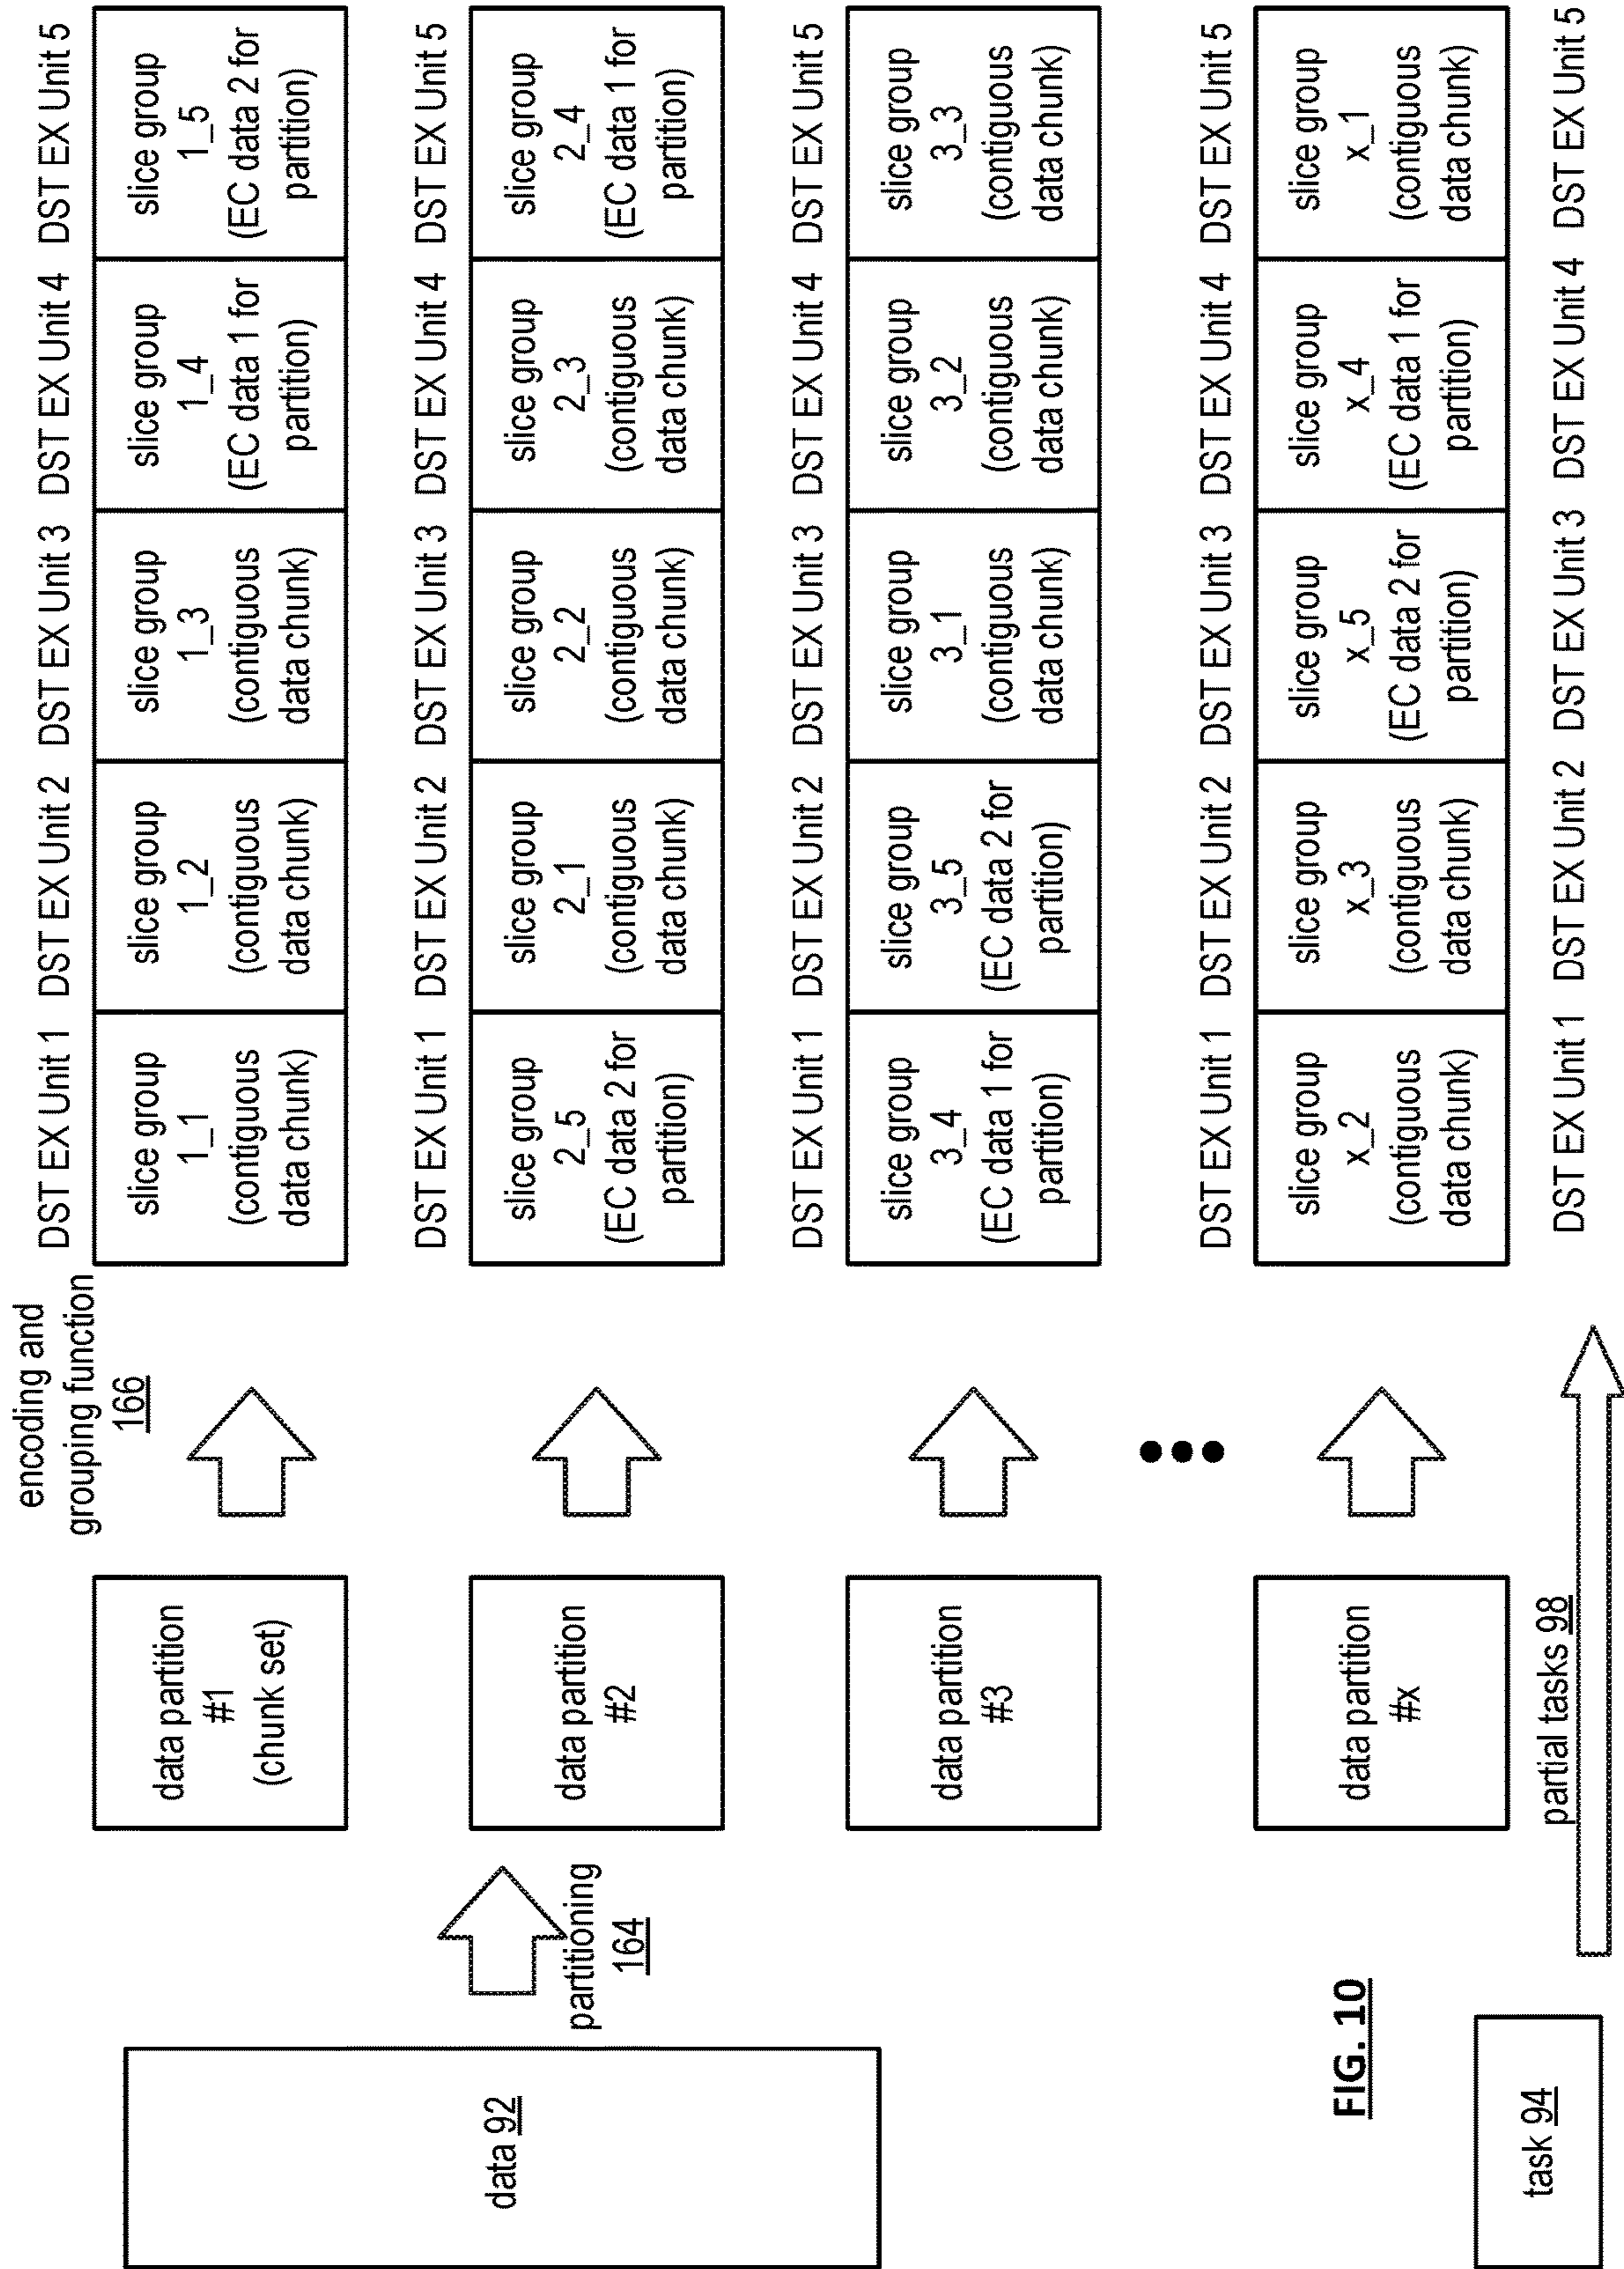 encoding and
grouping function
166
DST EX Unit 1 DST EX Unit 2 DST EX Unit 3 DST EX Unit 4 DST EX Unit 5
data partition
#1
(chunk set)
slice group
1_1
(contiguous
data chunk)
slice group
1_2
(contiguous
data chunk)
slice group
1_3
(contiguous
data chunk)
slice group
1_4
(EC data 1 for
partition)
slice group
1_5
(EC data 2 for
partition)
data 92
partitioning
164
DST EX Unit 1 DST EX Unit 2 DST EX Unit 3 DST EX Unit 4 DST EX Unit 5
data partition
#2
slice group
2_5
(EC data 2 for
partition)
slice group
2_1
(contiguous
data chunk)
slice group
2_2
(contiguous
data chunk)
slice group
2_3
(contiguous
data chunk)
slice group
2_4
(EC data 1 for
partition)
DST EX Unit 1 DST EX Unit 2 DST EX Unit 3 DST EX Unit 4 DST EX Unit 5
data partition
#3
slice group
3_4
(EC data 1 for
partition)
slice group
3_5
(EC data 2 for
partition)
slice group
3_1
(contiguous
data chunk)
slice group
3_2
(contiguous
data chunk)
slice group
3_3
(contiguous
data chunk)
DST EX Unit 1 DST EX Unit 2 DST EX Unit 3 DST EX Unit 4 DST EX Unit 5
data partition
#x
slice group
x_2
(contiguous
data chunk)
slice group
x_3
(contiguous
data chunk)
slice group
x_5
(EC data 2 for
partition)
slice group
x_4
(EC data 1 for
partition)
slice group
x_1
(contiguous
data chunk)
FIG. 10
task 94
partial tasks 98
DST EX Unit 1 DST EX Unit 2 DST EX Unit 3 DST EX Unit 4 DST EX Unit 5